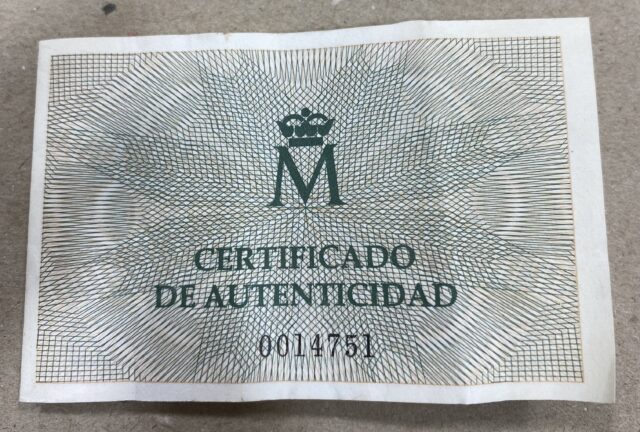 M
CERTIFICADO
DE AUTENTICIDAD
0014751